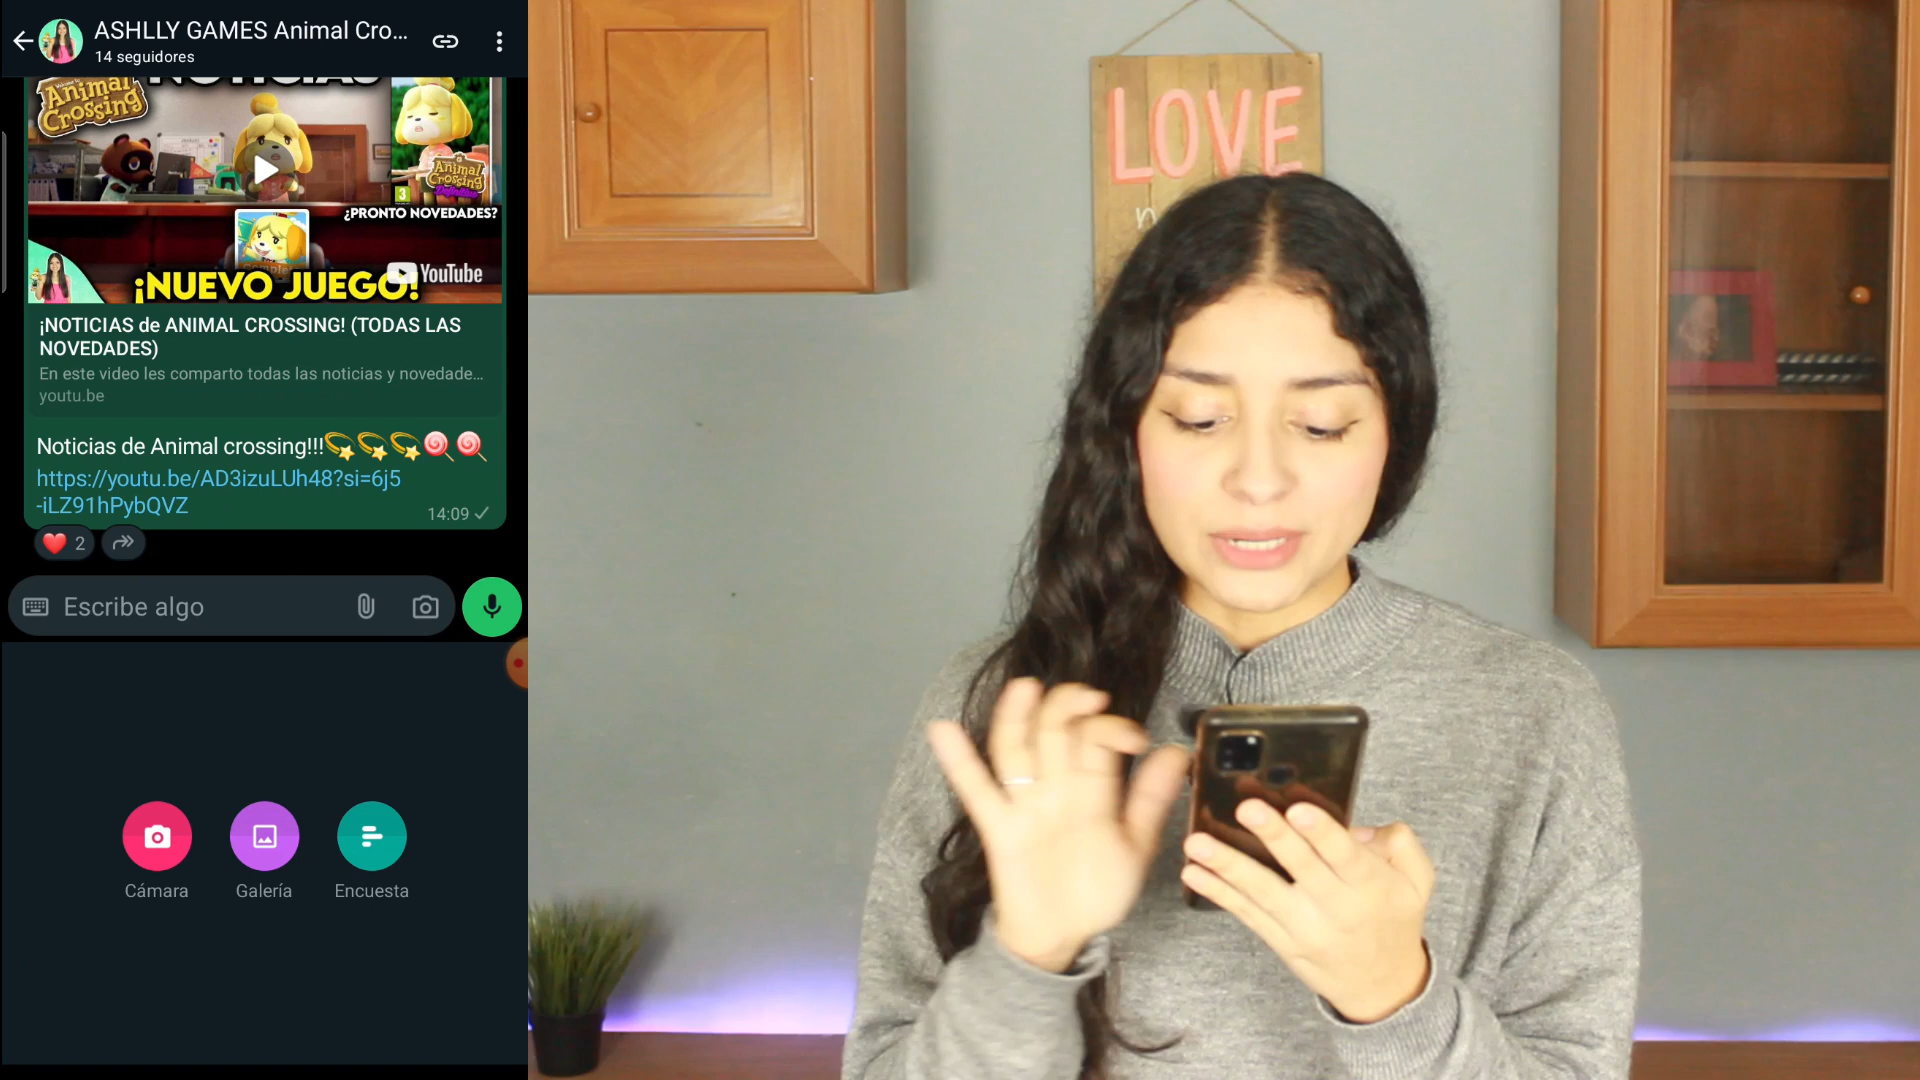 ASHLLY GAMES Animal Cro...
14 seguidores
NOTICIAS
Animal
Crossing
Animal
Crossing
3
¿PRONTO NOVEDADES?
YouTube
¡NUEVO JUEGO!
¡NOTICIAS de ANIMAL CROSSING! (TODAS LAS
NOVEDADES)
En este video les comparto todas las noticias y novedade...
youtu.be
Noticias de Animal crossing!!!💫💫💫🍭🍭
https://youtu.be/AD3izuLUh48?si=6j5
-iLZ91hPybQVZ
14:09
❤️ 2
Escribe algo
Cámara
Galería
Encuesta
LOVE